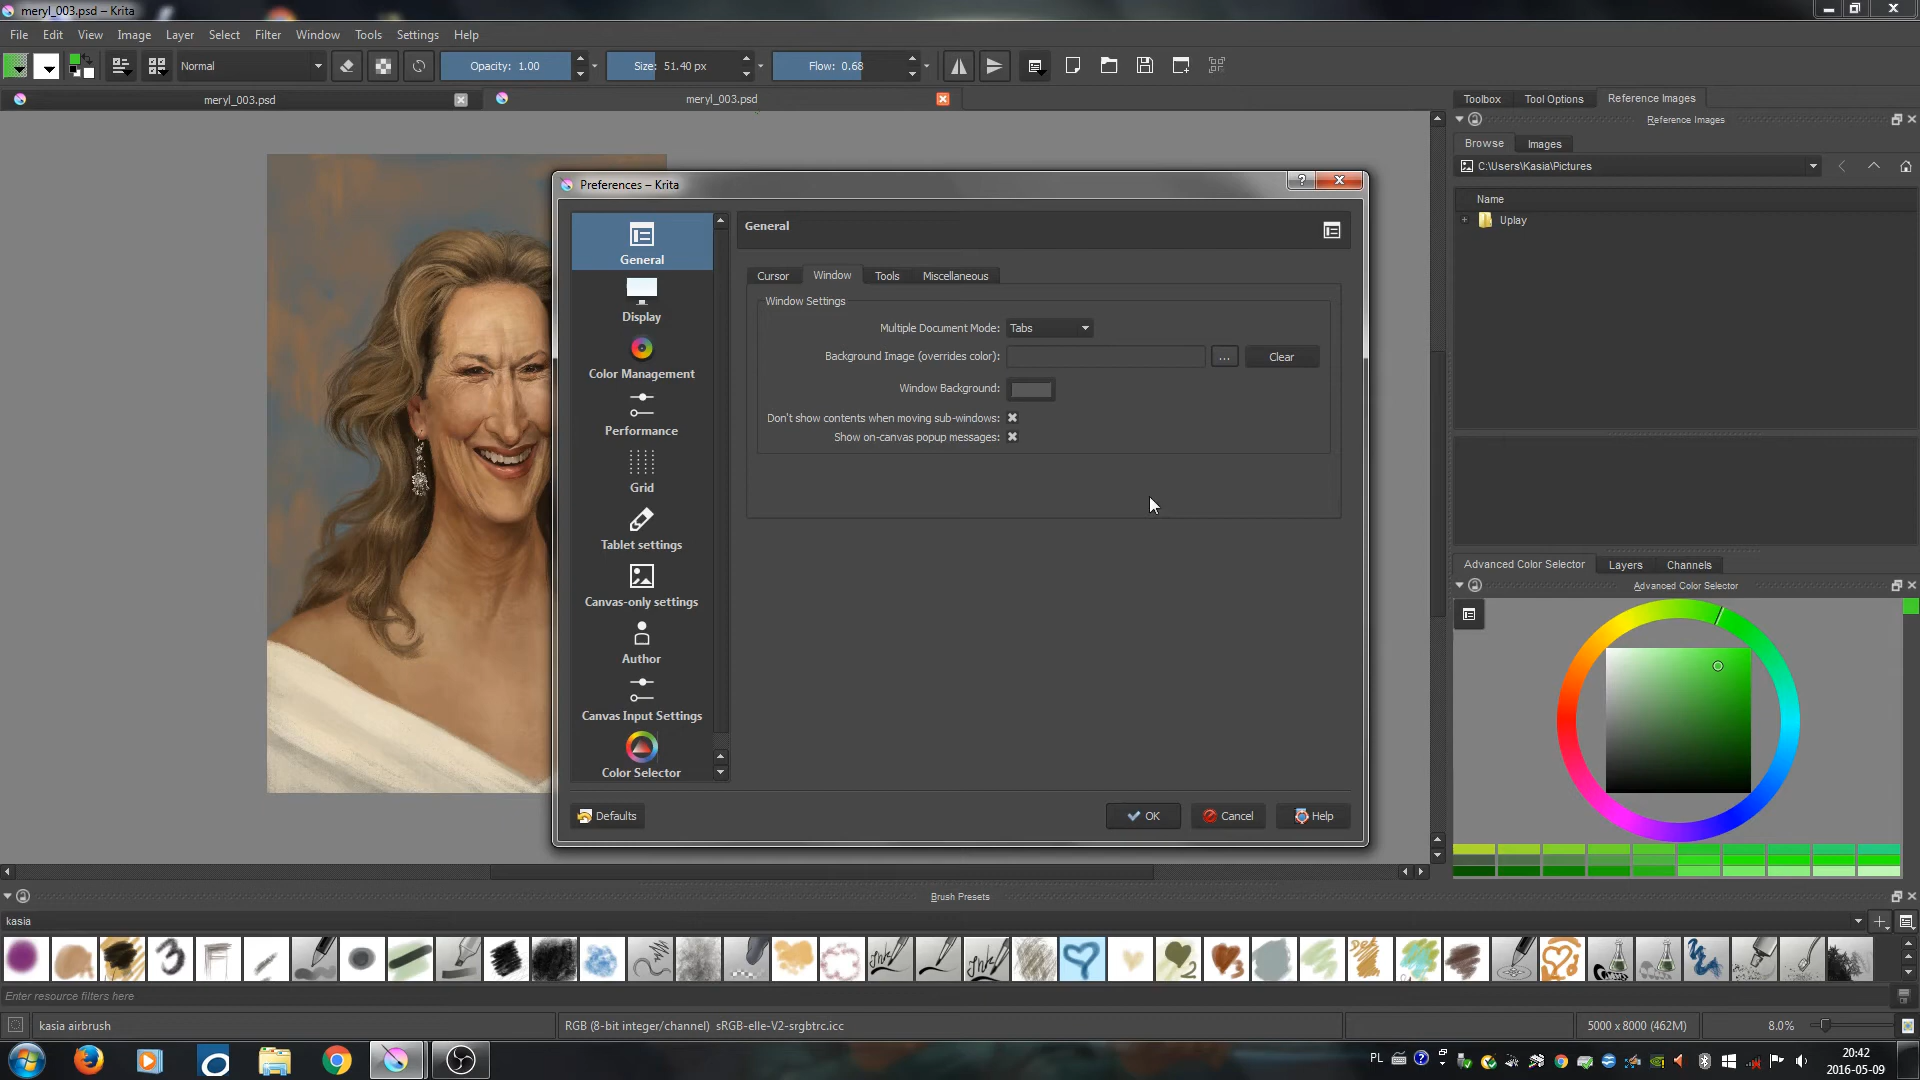 meryl_003.psd – Krita
File Edit View Image Layer Select Filter Window Tools Settings Help
Normal Opacity: 1.00 Size: 51.40 px Flow: 0.68
meryl_003.psd meryl_003.psd
Toolbox Tool Options Reference Images
Reference Images
Browse Images
C:\Users\Kasia\Pictures
Name
Uplay
Preferences – Krita
General
Display
Color Management
Performance
Grid
Tablet settings
Canvas-only settings
Author
Canvas Input Settings
Color Selector
General
Cursor Window Tools Miscellaneous
Window Settings
Multiple Document Mode: Tabs
Background Image (overrides color): ... Clear
Window Background:
Don't show contents when moving sub-windows:
Show on-canvas popup messages:
Defaults OK Cancel Help
Advanced Color Selector Layers Channels
Advanced Color Selector
Brush Presets
kasia
Enter resource filters here
kasia airbrush RGB (8-bit integer/channel) sRGB-elle-V2-srgbtrc.icc 5000 x 8000 (462M) 8.0%
PL 20:42
2016-05-09